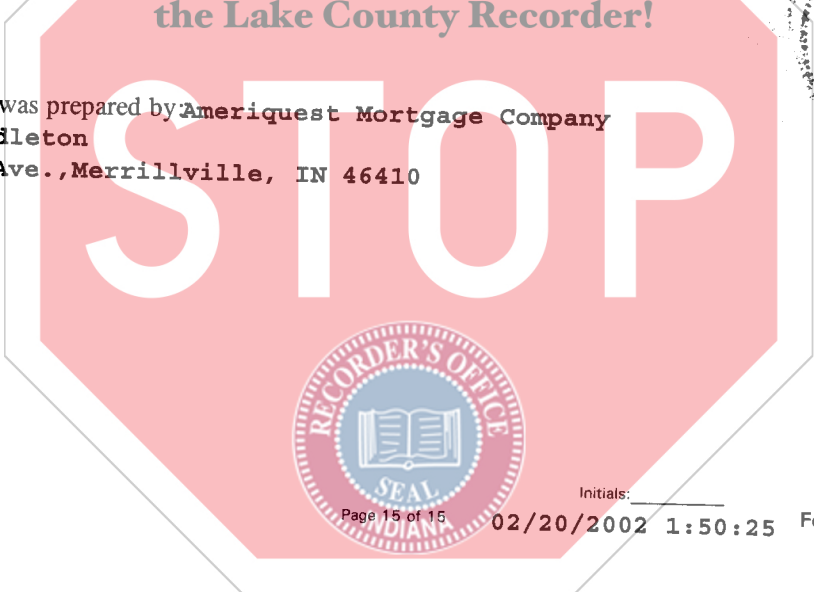 the Lake County Recorder!
was prepared by:Ameriquest Mortgage Company
dleton
Ave.,Merrillville, IN 46410
STOP
RECORDER'S OFFICE
SEAL
INDIANA
Initials:
Page 15 of 15 02/20/2002 1:50:25 Fo